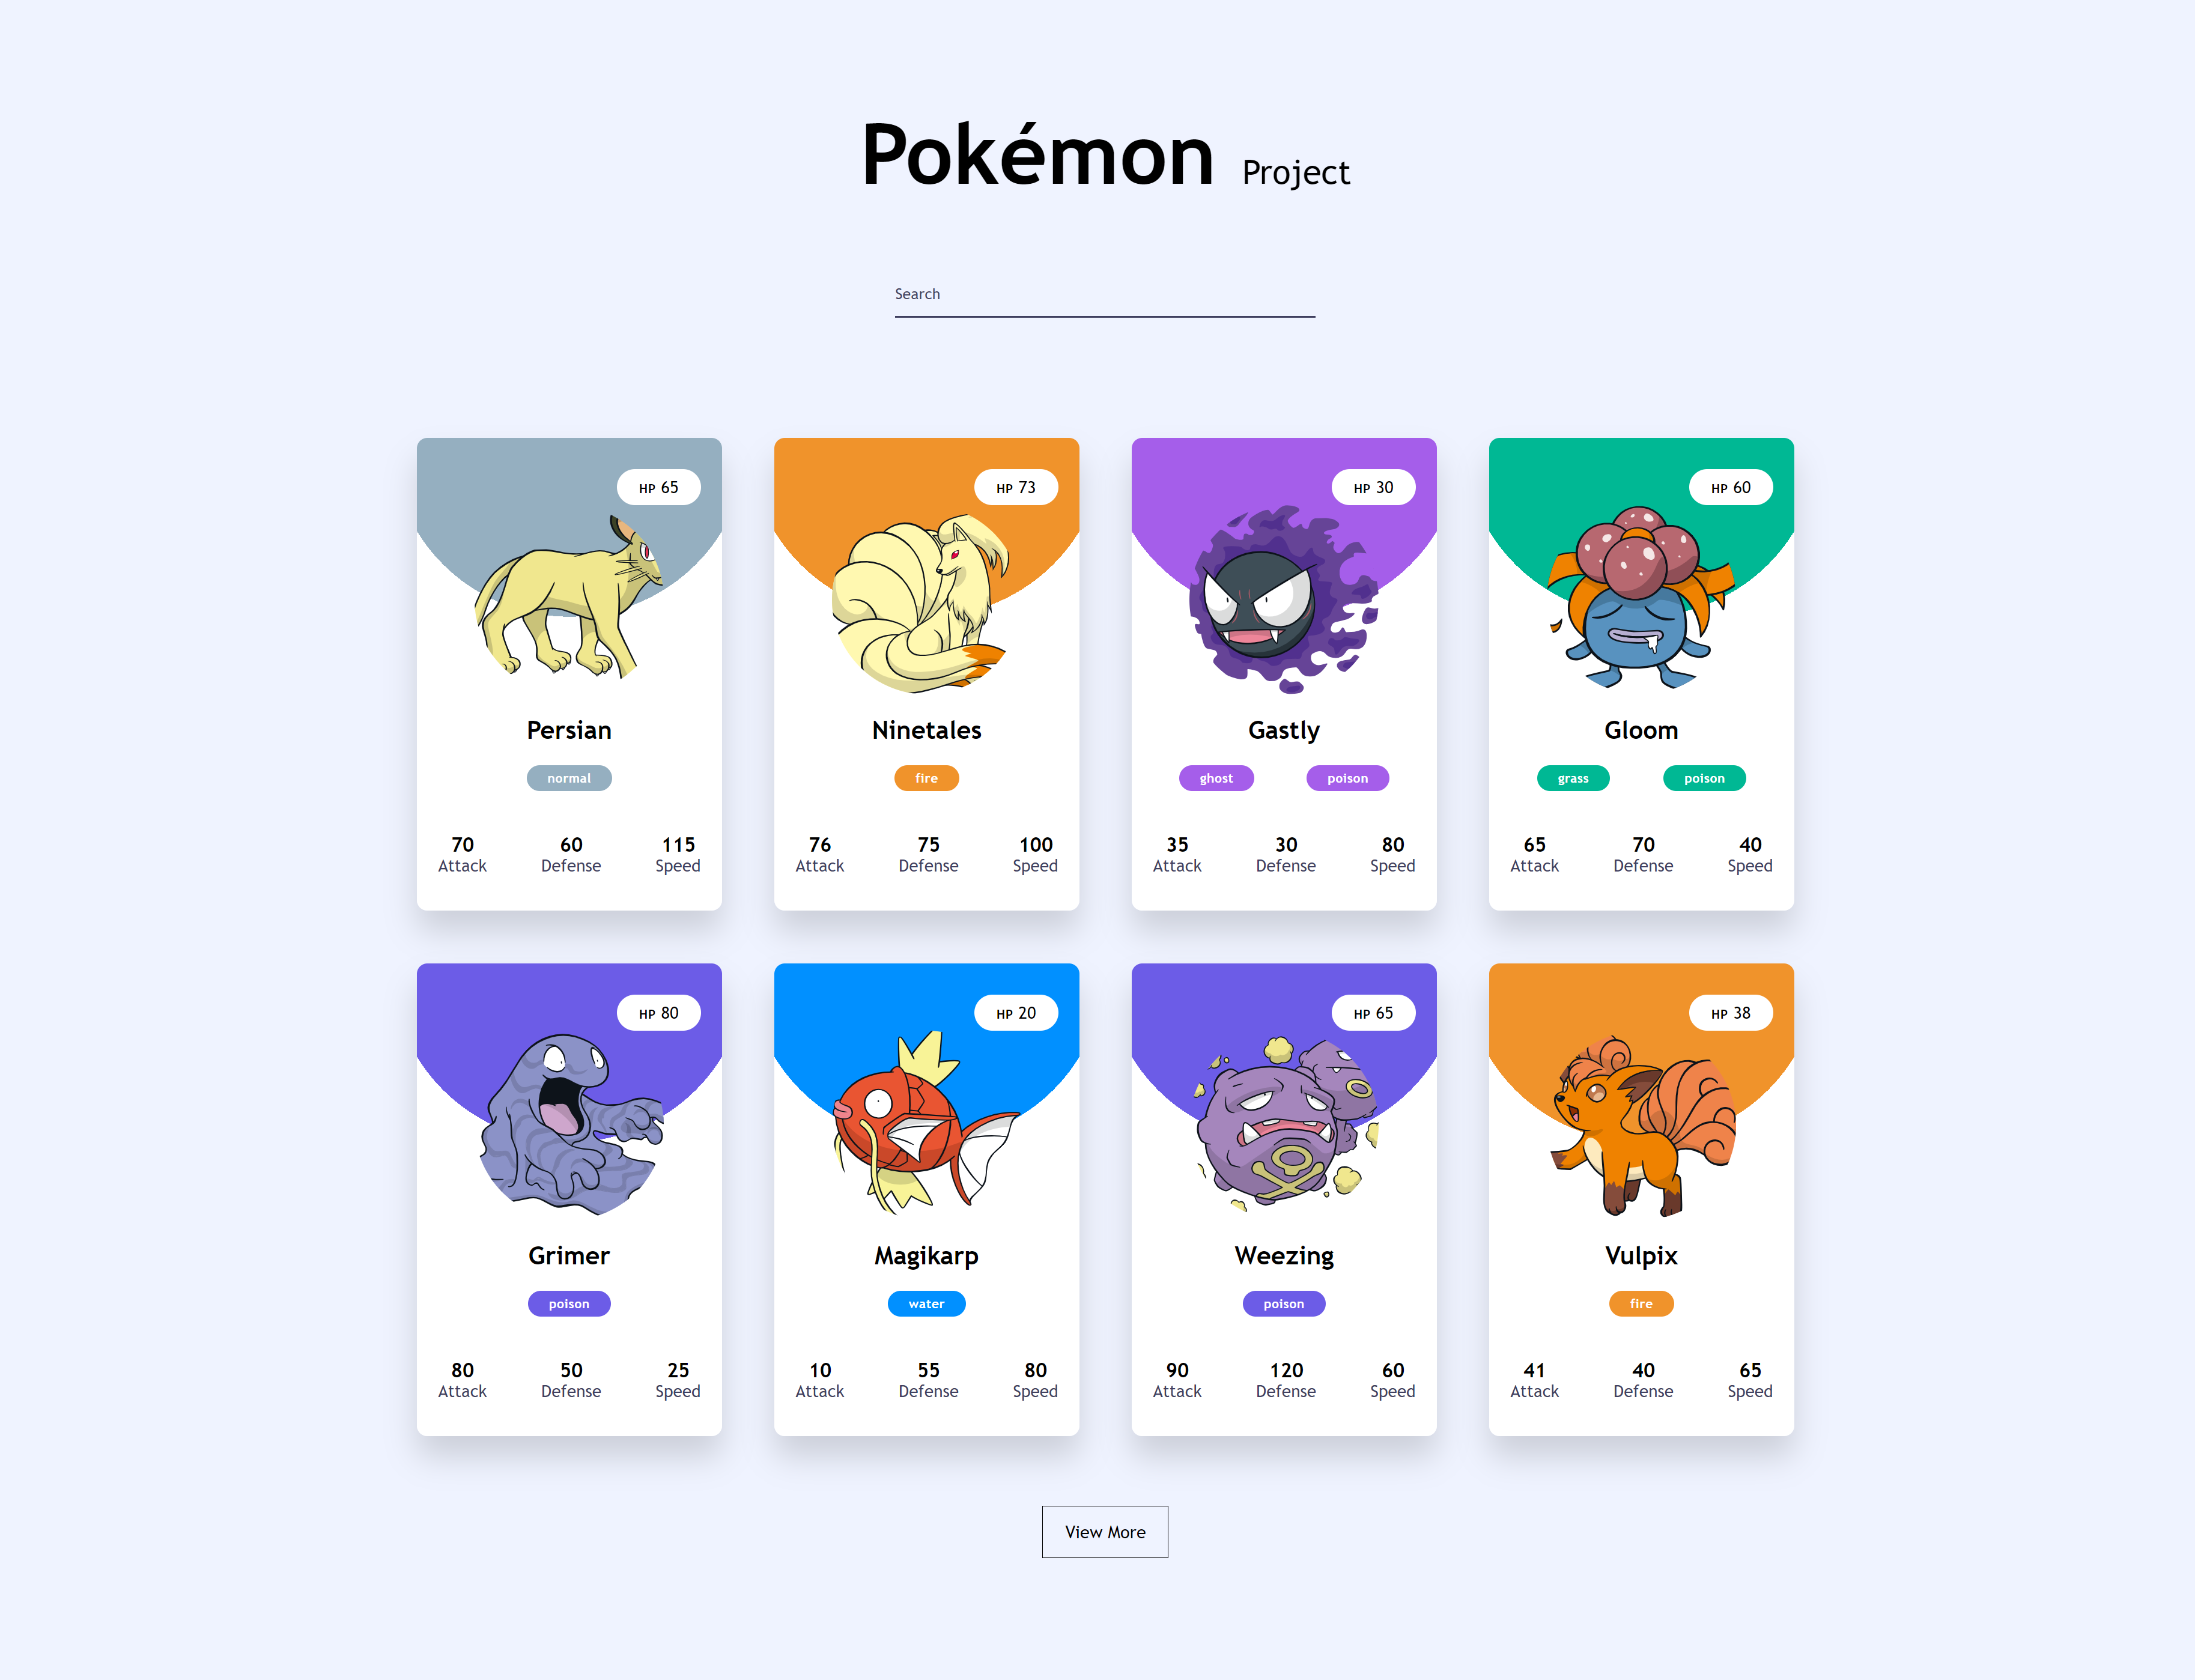 Pokémon Project
Search
HP 65
Persian
normal
70 60 115
Attack Defense Speed
HP 73
Ninetales
fire
76 75 100
Attack Defense Speed
HP 30
Gastly
ghost poison
35 30 80
Attack Defense Speed
HP 60
Gloom
grass poison
65 70 40
Attack Defense Speed
HP 80
Grimer
poison
80 50 25
Attack Defense Speed
HP 20
Magikarp
water
10 55 80
Attack Defense Speed
HP 65
Weezing
poison
90 120 60
Attack Defense Speed
HP 38
Vulpix
fire
41 40 65
Attack Defense Speed
View More